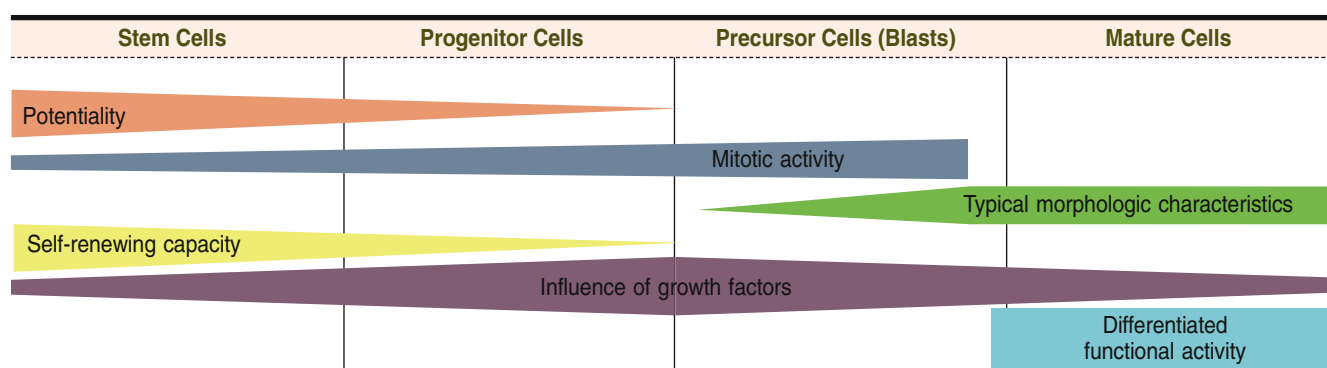 Stem Cells Progenitor Cells Precursor Cells (Blasts) Mature Cells
Potentiality
Mitotic activity
Typical morphologic characteristics
Self-renewing capacity
Influence of growth factors
Differentiated
functional activity